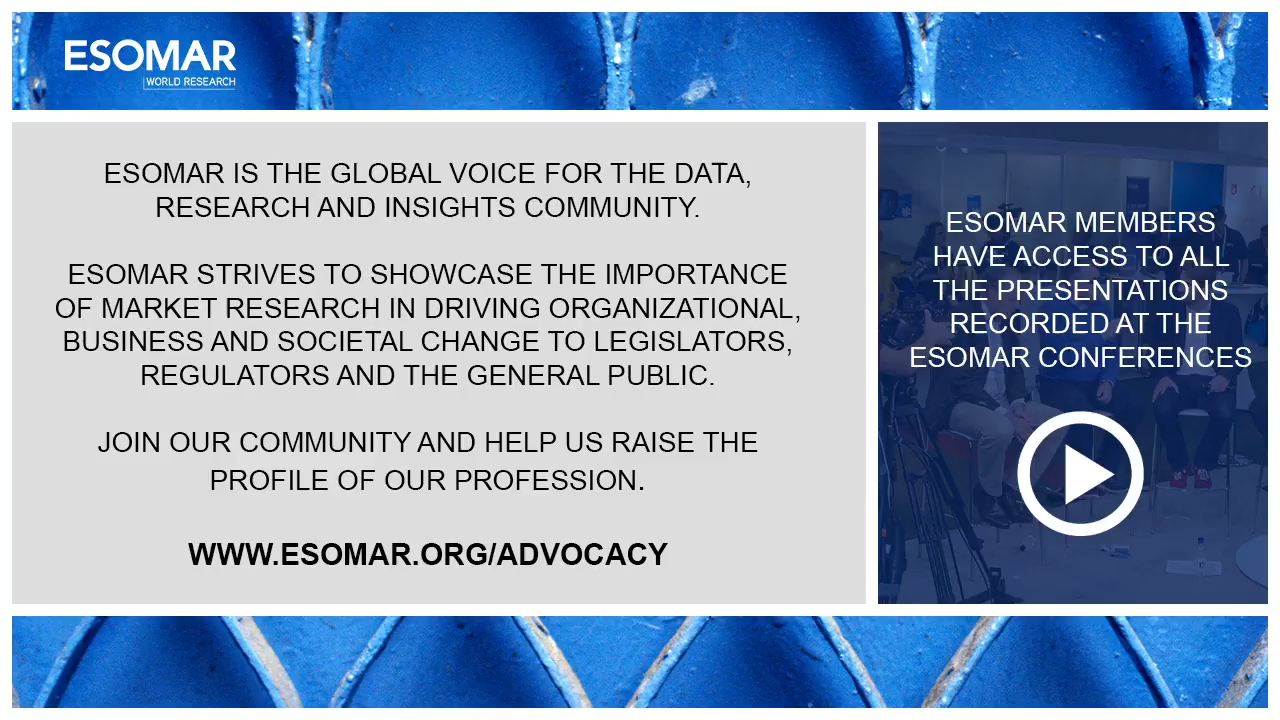 ESOMAR
WORLD RESEARCH
ESOMAR IS THE GLOBAL VOICE FOR THE DATA,
RESEARCH AND INSIGHTS COMMUNITY.
ESOMAR STRIVES TO SHOWCASE THE IMPORTANCE
OF MARKET RESEARCH IN DRIVING ORGANIZATIONAL,
BUSINESS AND SOCIETAL CHANGE TO LEGISLATORS,
REGULATORS AND THE GENERAL PUBLIC.
JOIN OUR COMMUNITY AND HELP US RAISE THE
PROFILE OF OUR PROFESSION.
WWW.ESOMAR.ORG/ADVOCACY
ESOMAR MEMBERS
HAVE ACCESS TO ALL
THE PRESENTATIONS
RECORDED AT THE
ESOMAR CONFERENCES